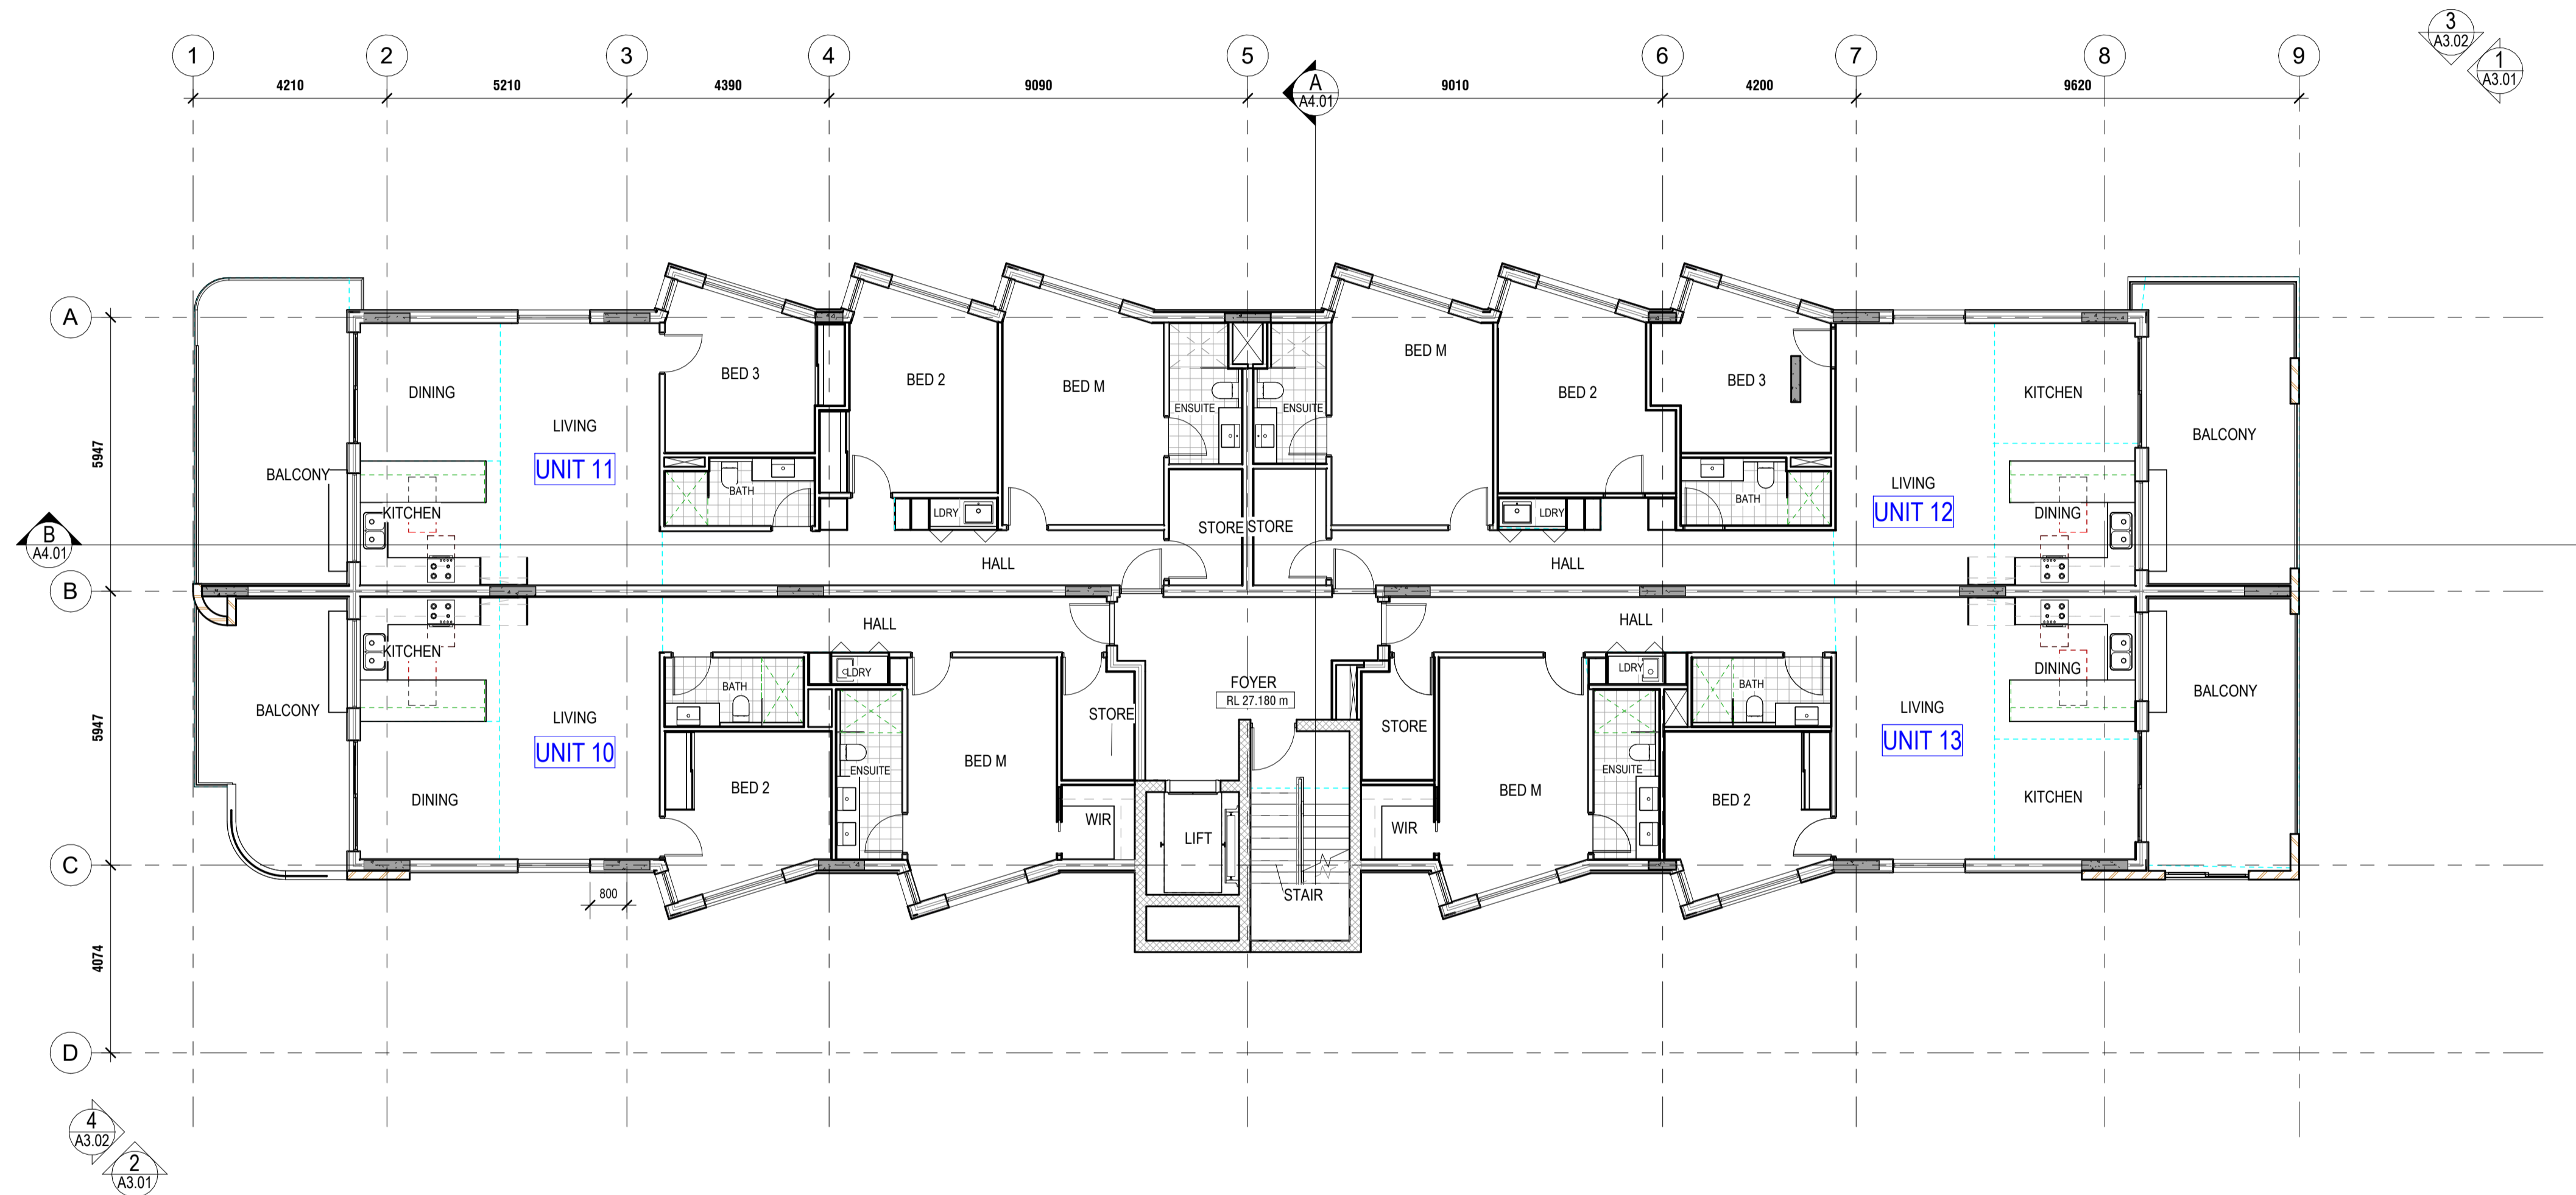 3
A3.02
1
A3.01
1 2 3 4 5 6 7 8 9
4210 5210 4390 9090 9010 4200 9620
A
A4.01
A
BED M
BED 3 BED 2 BED M BED 2 BED 3
DINING KITCHEN
ENSUITE ENSUITE
LIVING BALCONY
5947
UNIT 11
BALCONY
BATH BATH
LIVING
KITCHEN LDRY LDRY UNIT 12 DINING
STORE STORE
B
A4.01
HALL HALL
B
HALL HALL
KITCHEN
LDRY LDRY DINING
BATH BATH
FOYER
RL 27.180 m
BALCONY LIVING STORE STORE LIVING BALCONY
5947
UNIT 10 UNIT 13
BED M
ENSUITE ENSUITE
BED 2 BED M BED 2 KITCHEN
DINING
WIR WIR
LIFT
C
800
STAIR
4074
D
4
A3.02
2
A3.01